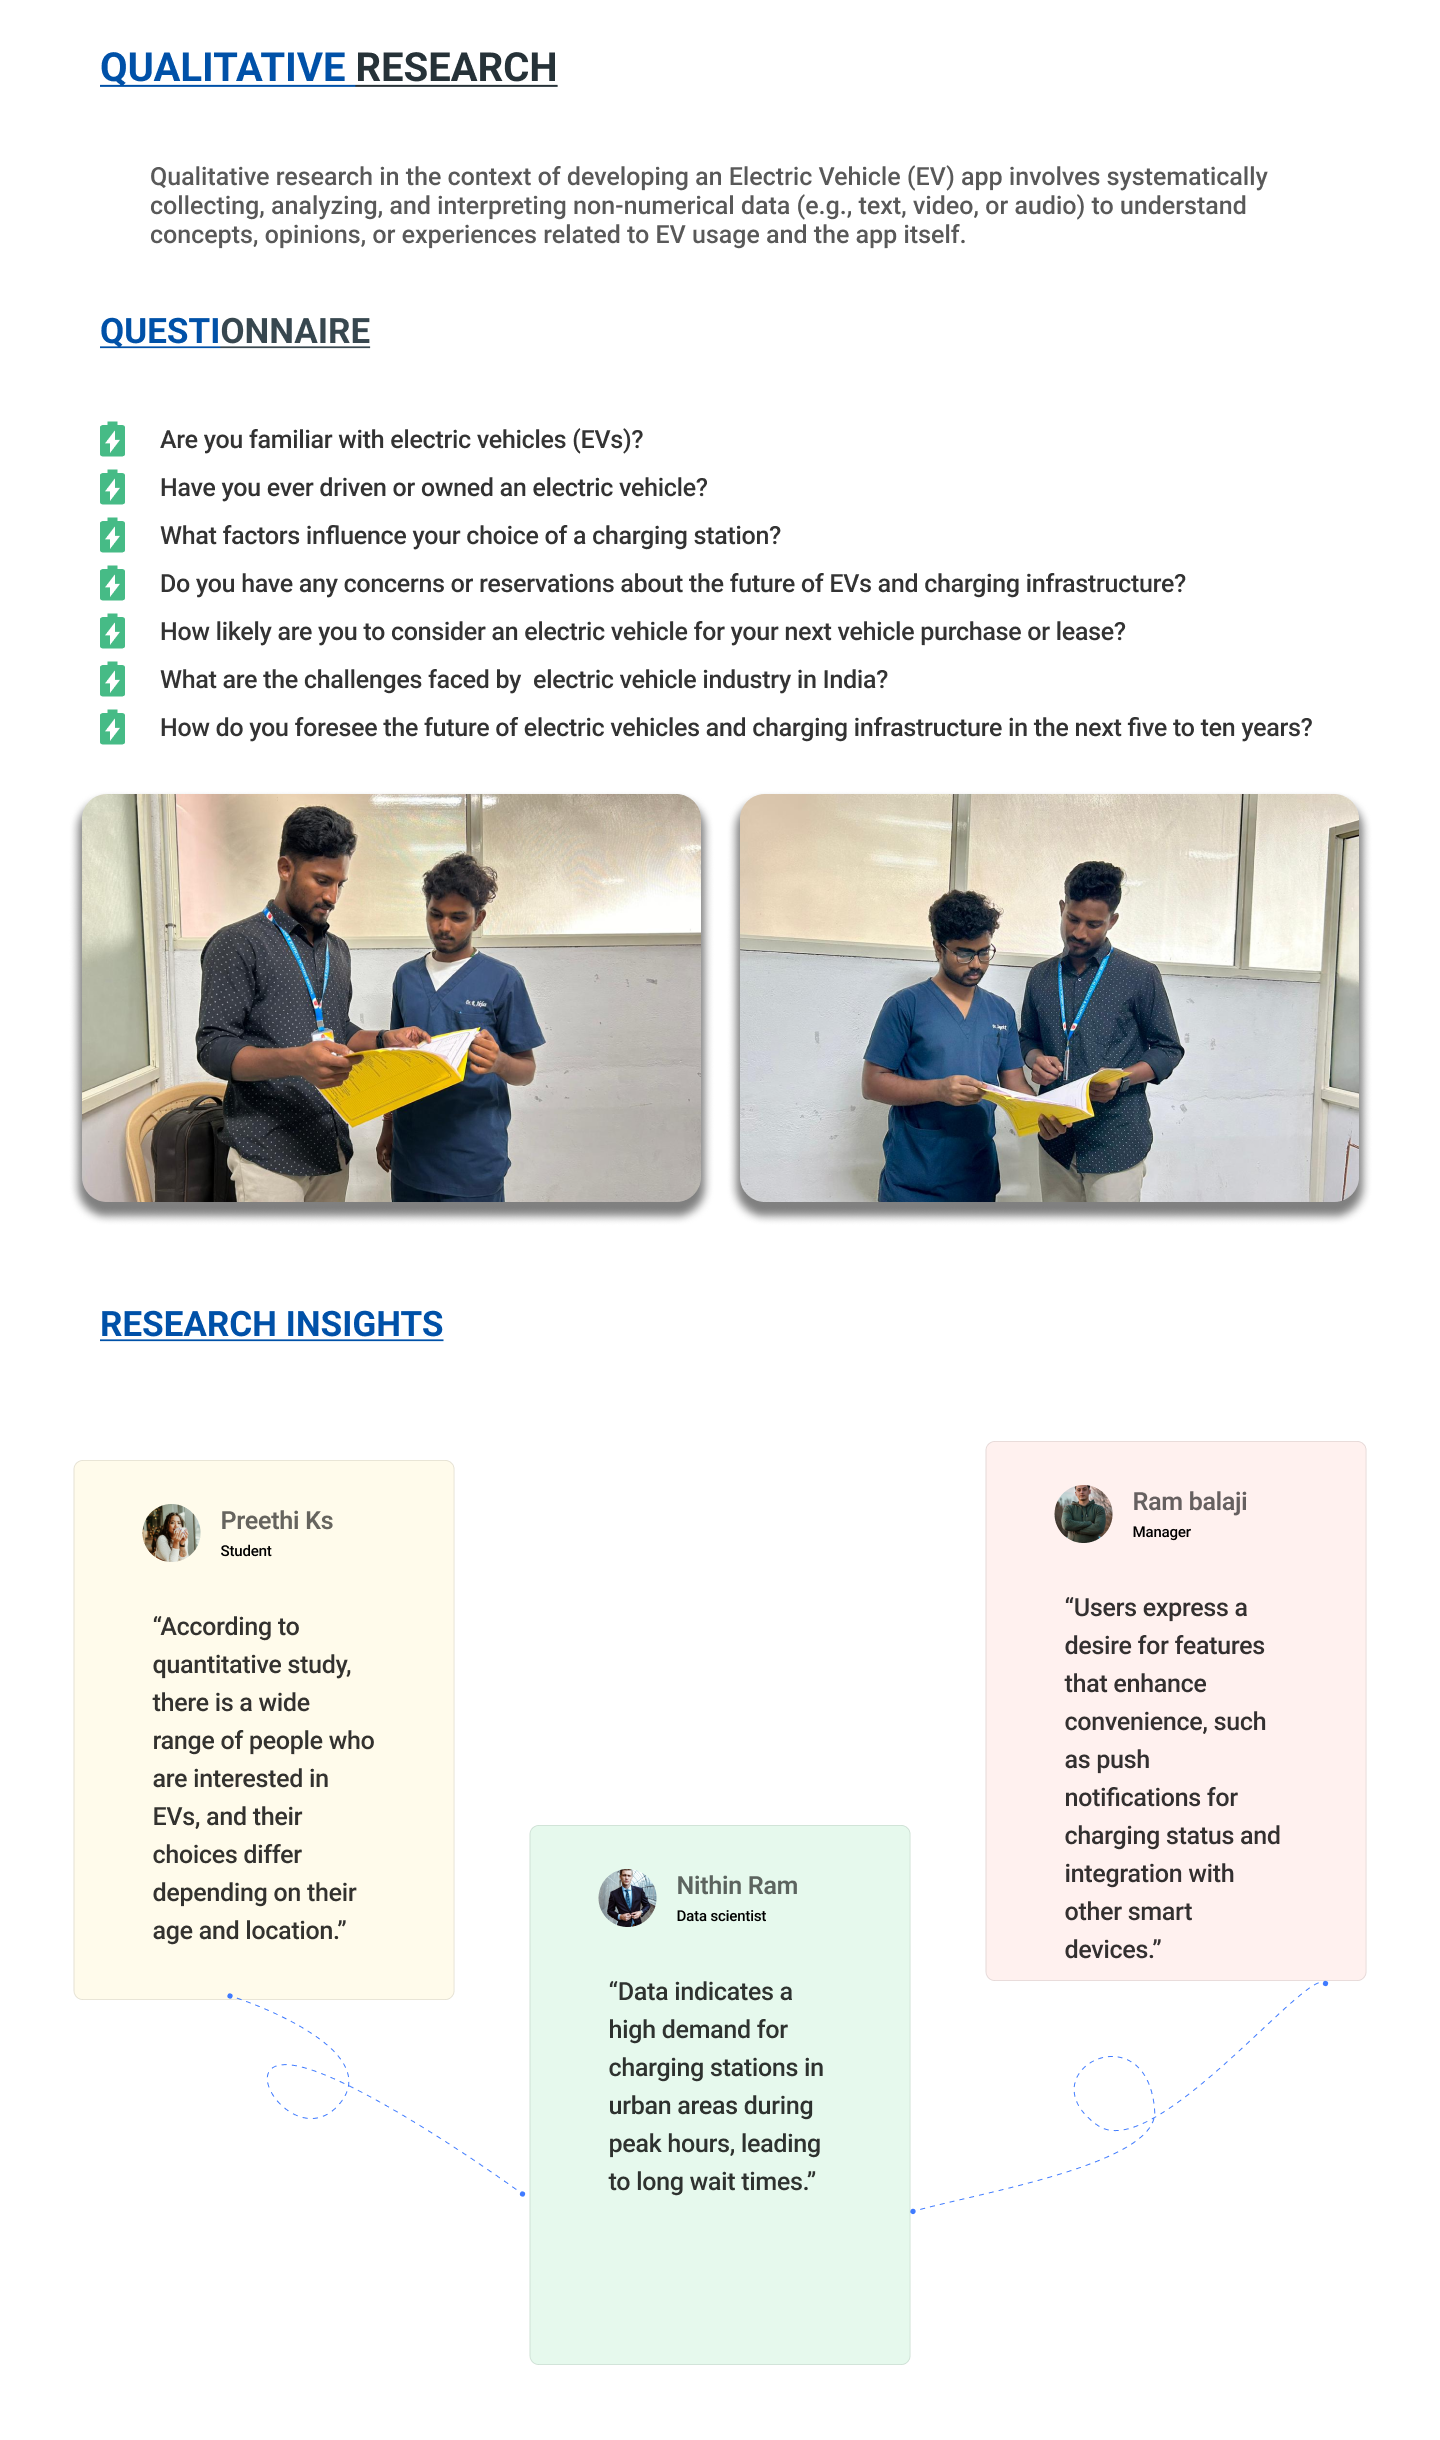 QUALITATIVE RESEARCH
Qualitative research in the context of developing an Electric Vehicle (EV) app involves systematically
collecting, analyzing, and interpreting non-numerical data (e.g., text, video, or audio) to understand
concepts, opinions, or experiences related to EV usage and the app itself.
QUESTIONNAIRE
Are you familiar with electric vehicles (EVs)?
Have you ever driven or owned an electric vehicle?
What factors influence your choice of a charging station?
Do you have any concerns or reservations about the future of EVs and charging infrastructure?
How likely are you to consider an electric vehicle for your next vehicle purchase or lease?
What are the challenges faced by  electric vehicle industry in India?
How do you foresee the future of electric vehicles and charging infrastructure in the next five to ten years?
RESEARCH INSIGHTS
Preethi Ks
Student
“According to
quantitative study,
there is a wide
range of people who
are interested in
EVs, and their
choices differ
depending on their
age and location.”
Nithin Ram
Data scientist
“Data indicates a
high demand for
charging stations in
urban areas during
peak hours, leading
to long wait times.”
Ram balaji
Manager
“Users express a
desire for features
that enhance
convenience, such
as push
notifications for
charging status and
integration with
other smart
devices.”